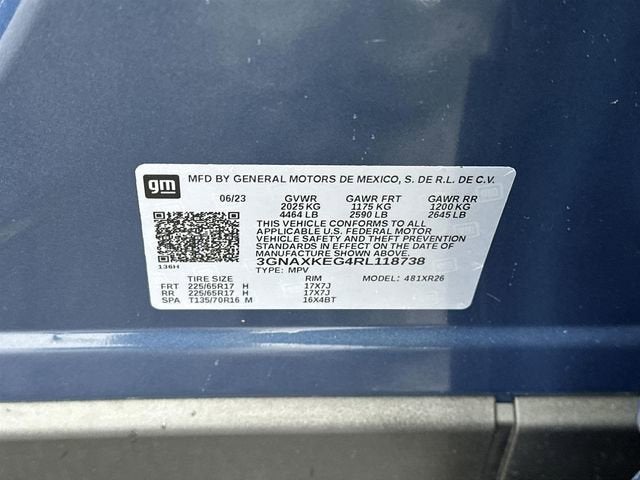 gm MFD BY GENERAL MOTORS DE MEXICO, S. DE R.L. DE C.V.
06/23 GVWR GAWR FRT GAWR RR
2025 KG 1175 KG 1200 KG
4464 LB 2590 LB 2645 LB
THIS VEHICLE CONFORMS TO ALL
APPLICABLE U.S. FEDERAL MOTOR
VEHICLE SAFETY AND THEFT PREVENTION
STANDARDS IN EFFECT ON THE DATE OF
MANUFACTURE SHOWN ABOVE.
3GNAXKEG4RL118738
136H TYPE: MPV
TIRE SIZE RIM MODEL: 481XR26
FRT 225/65R17 H 17X7J
RR 225/65R17 H 17X7J
SPA T135/70R16 M 16X4BT